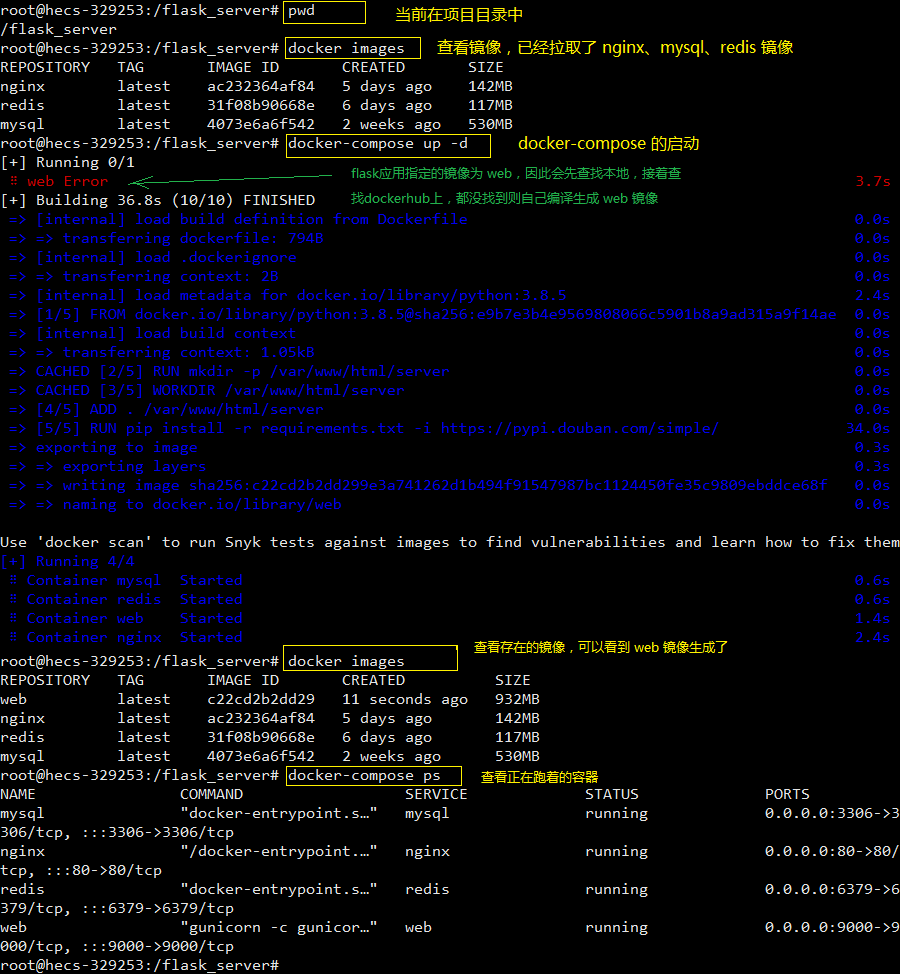 root@hecs-329253:/flask_server# pwd 当前在项目目录中
/flask_server
root@hecs-329253:/flask_server# docker images 查看镜像，已经拉取了 nginx、mysql、redis 镜像
REPOSITORY TAG IMAGE ID CREATED SIZE
nginx latest ac232364af84 5 days ago 142MB
redis latest 31f08b90668e 6 days ago 117MB
mysql latest 4073e6a6f542 2 weeks ago 530MB
root@hecs-329253:/flask_server# docker-compose up -d docker-compose 的启动
[+] Running 0/1
flask应用指定的镜像为 web，因此会先查找本地，接着查
⠿ web Error 3.7s
[+] Building 36.8s (10/10) FINISHED 找dockerhub上，都没找到则自己编译生成 web 镜像
=> [internal] load build definition from Dockerfile 0.0s
=> => transferring dockerfile: 794B 0.0s
=> [internal] load .dockerignore 0.0s
=> => transferring context: 2B 0.0s
=> [internal] load metadata for docker.io/library/python:3.8.5 2.4s
=> [1/5] FROM docker.io/library/python:3.8.5@sha256:e9b7e3b4e9569808066c5901b8a9ad315a9f14ae 0.0s
=> [internal] load build context 0.0s
=> => transferring context: 1.05kB 0.0s
=> CACHED [2/5] RUN mkdir -p /var/www/html/server 0.0s
=> CACHED [3/5] WORKDIR /var/www/html/server 0.0s
=> [4/5] ADD . /var/www/html/server 0.0s
=> [5/5] RUN pip install -r requirements.txt -i https://pypi.douban.com/simple/ 34.0s
=> exporting to image 0.3s
=> => exporting layers 0.3s
=> => writing image sha256:c22cd2b2dd299e3a741262d1b494f91547987bc1124450fe35c9809ebddce68f 0.0s
=> => naming to docker.io/library/web 0.0s
Use 'docker scan' to run Snyk tests against images to find vulnerabilities and learn how to fix them
[+] Running 4/4
⠿ Container mysql Started 0.6s
⠿ Container redis Started 0.6s
⠿ Container web Started 1.4s
⠿ Container nginx Started 2.4s
root@hecs-329253:/flask_server# docker images 查看存在的镜像，可以看到 web 镜像生成了
REPOSITORY TAG IMAGE ID CREATED SIZE
web latest c22cd2b2dd29 11 seconds ago 932MB
nginx latest ac232364af84 5 days ago 142MB
redis latest 31f08b90668e 6 days ago 117MB
mysql latest 4073e6a6f542 2 weeks ago 530MB
root@hecs-329253:/flask_server# docker-compose ps 查看正在跑着的容器
NAME COMMAND SERVICE STATUS PORTS
mysql "docker-entrypoint.s…" mysql running 0.0.0.0:3306->3
306/tcp, :::3306->3306/tcp
nginx "/docker-entrypoint.…" nginx running 0.0.0.0:80->80/
tcp, :::80->80/tcp
redis "docker-entrypoint.s…" redis running 0.0.0.0:6379->6
379/tcp, :::6379->6379/tcp
web "gunicorn -c gunicor…" web running 0.0.0.0:9000->9
000/tcp, :::9000->9000/tcp
root@hecs-329253:/flask_server#